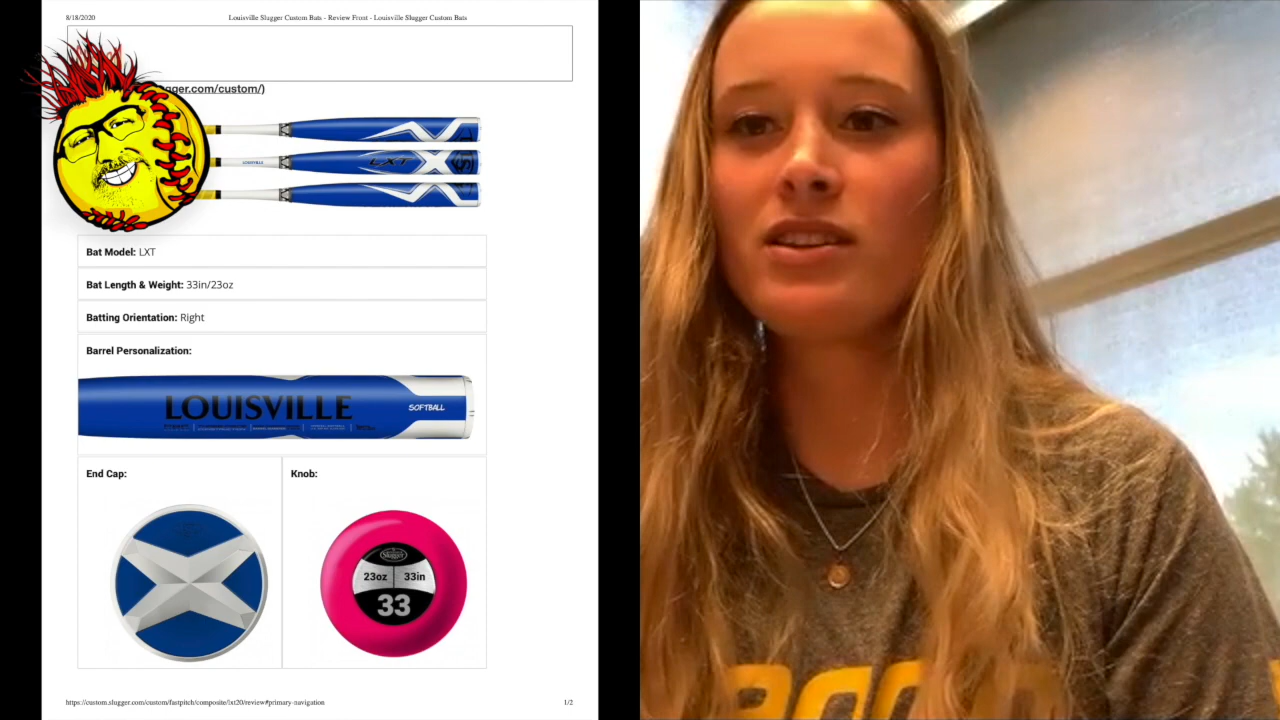 8/18/2020 Louisville Slugger Custom Bats - Review Front - Louisville Slugger Custom Bats
gger.com/custom/)
LOUISVILLE
LXT
Bat Model: LXT
Bat Length & Weight: 33in/23oz
Batting Orientation: Right
Barrel Personalization:
LOUISVILLE
SOFTBALL
End Cap: Knob:
Slugger
23oz 33in
33
https://custom.slugger.com/custom/fastpitch/composite/lxt20/review#primary-navigation 1/2